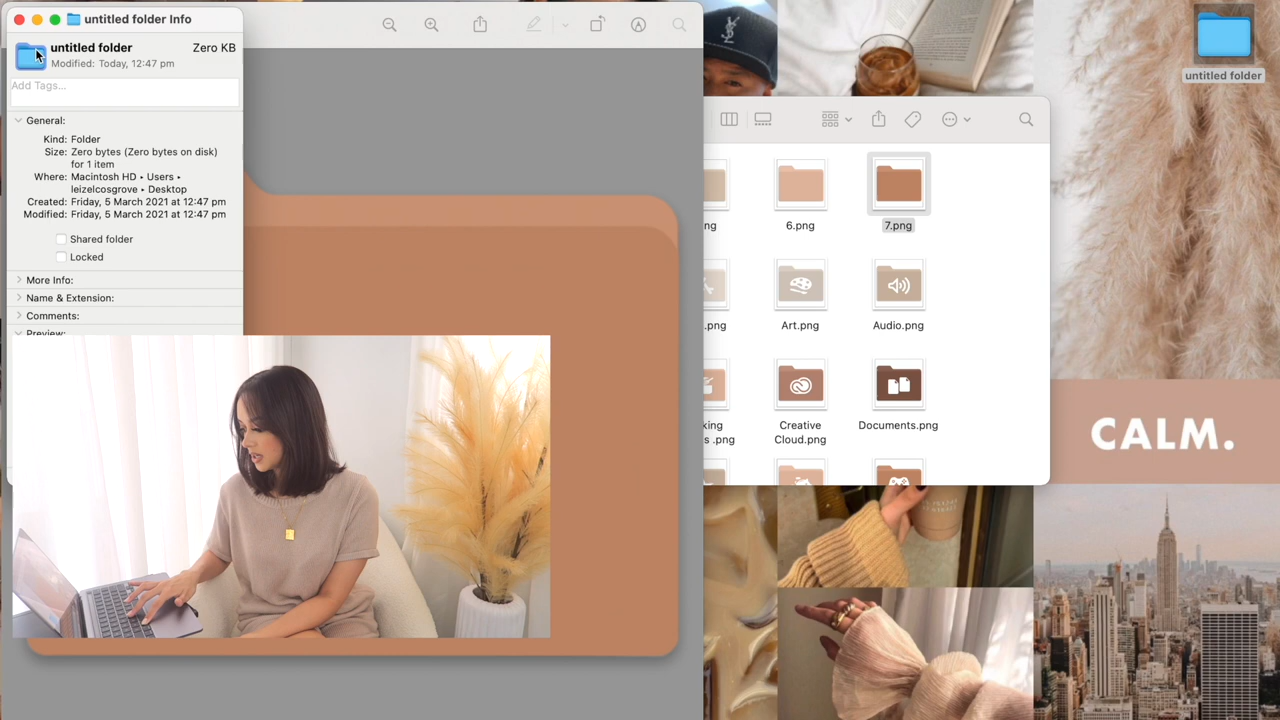 untitled folder Info
untitled folder
Zero KB
Modified: Today, 12:47 pm
Add Tags...
General:
Kind: Folder
Size: Zero bytes (Zero bytes on disk)
for 1 item
Where: Macintosh HD • Users •
leizelcosgrove • Desktop
Created: Friday, 5 March 2021 at 12:47 pm
Modified: Friday, 5 March 2021 at 12:47 pm
Shared folder
Locked
More Info:
Name & Extension:
Comments:
Preview:
ng
6.png
7.png
.png
Art.png
Audio.png
king
s .png
Creative
Cloud.png
Documents.png
untitled folder
CALM.